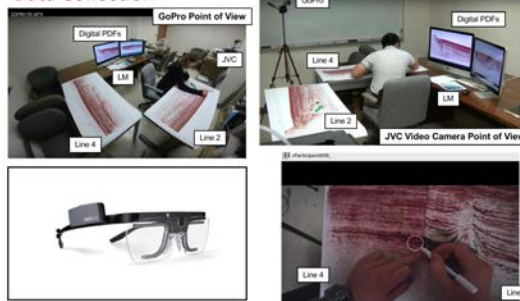 GoPro Point of View
Digital PDFs
JVC
LM
Line 4
Line 2
GoPro
Digital PDFs
Line 4
LM
Line 2
JVC Video Camera Point of View
Line 4
Line